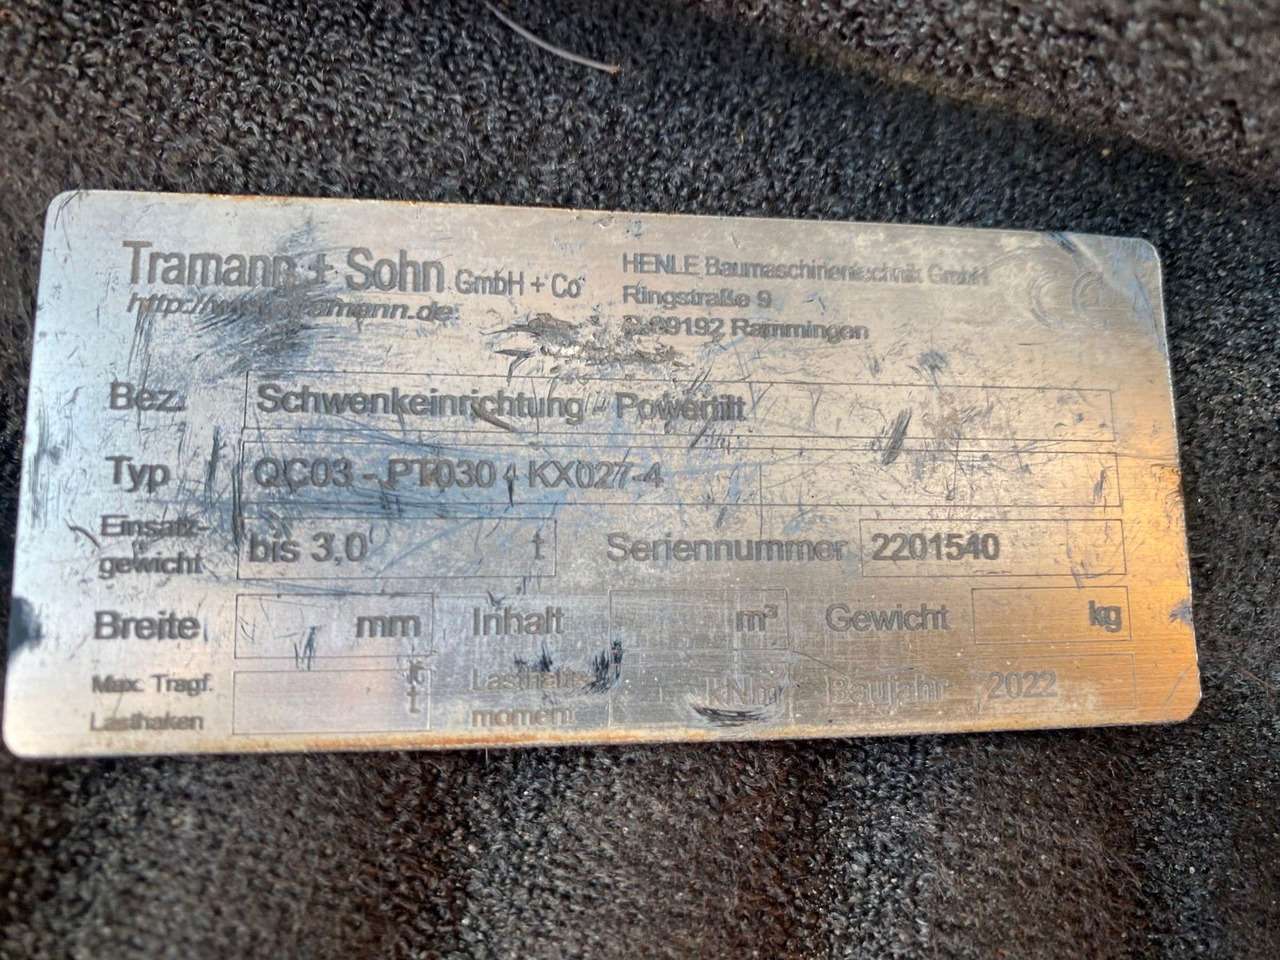 Tramann + Sohn GmbH + Co
HENLE Baumaschinentechnik GmbH
Ringstraße 9
Rammingen
Bez. Schwenkeinrichtung - Powertilt
Typ QC03 - PT030 - KX027-4
Einsatz-
gewicht bis 3,0 t Seriennummer 2201540
Breite mm Inhalt m³ Gewicht kg
Max. Tragf.
Lasthaken t
moment kNm Baujahr 2022